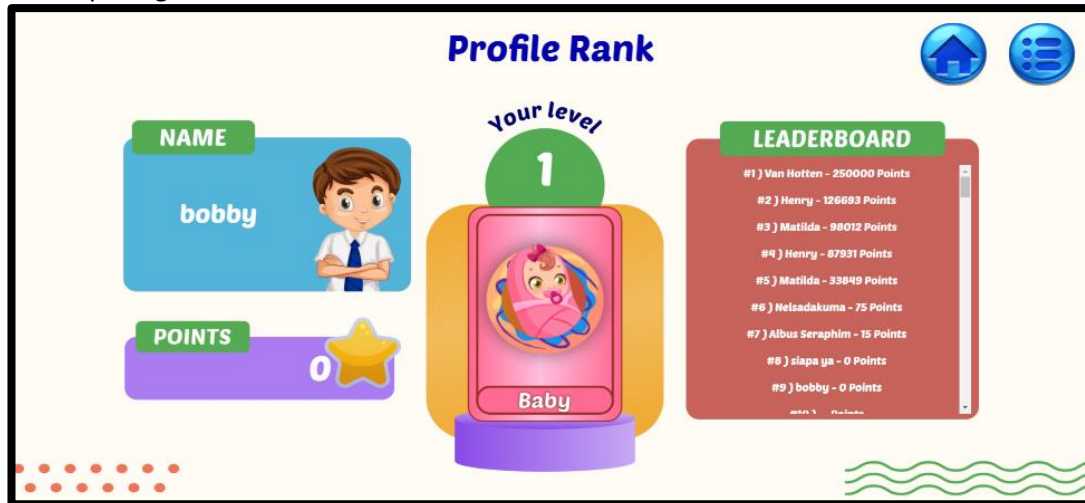 Profile Rank
NAME
bobby
POINTS
0
Your level
1
Baby
LEADERBOARD
#1 ) Van Hotten - 250000 Points
#2 ) Henry - 126693 Points
#3 ) Matilda - 98012 Points
#4 ) Henry - 87931 Points
#5 ) Matilda - 33849 Points
#6 ) Nelsadakuma - 75 Points
#7 ) Albus Seraphim - 15 Points
#8 ) siapa ya - 0 Points
#9 ) bobby - 0 Points